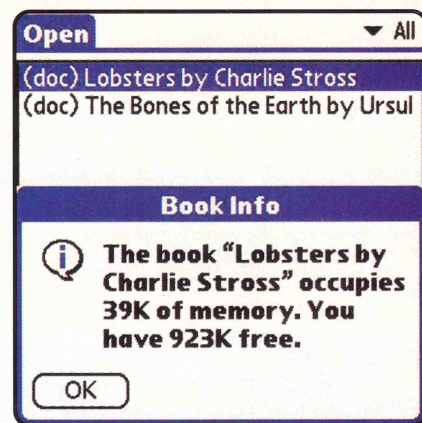 Open
All
(doc) Lobsters by Charlie Stross
(doc) The Bones of the Earth by Ursul
Book Info
The book “Lobsters by
Charlie Stross” occupies
39K of memory. You
have 923K free.
OK